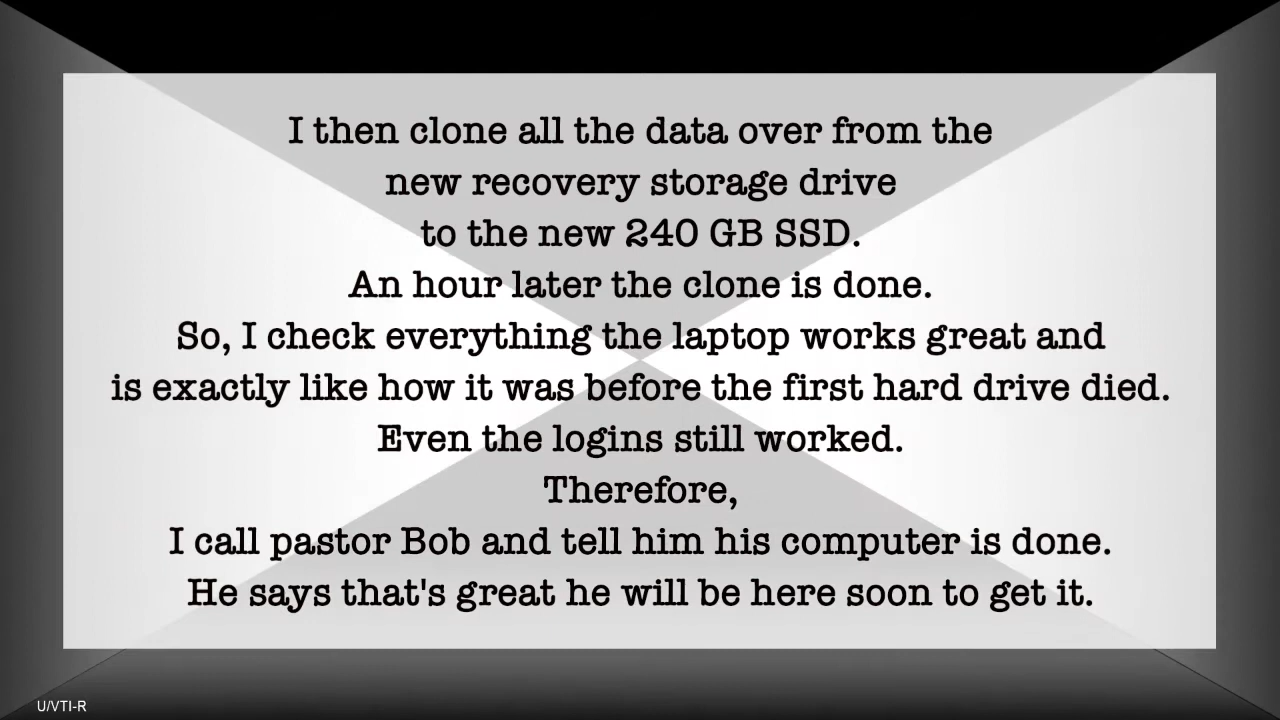 I then clone all the data over from the
new recovery storage drive
to the new 240 GB SSD.
An hour later the clone is done.
So, I check everything the laptop works great and
is exactly like how it was before the first hard drive died.
Even the logins still worked.
Therefore,
I call pastor Bob and tell him his computer is done.
He says that's great he will be here soon to get it.
U/VTI-R